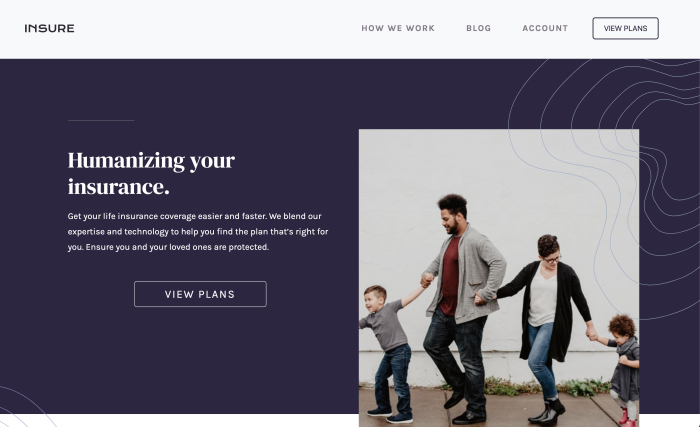 INSURE
HOW WE WORK
BLOG
ACCOUNT
VIEW PLANS
Humanizing your
insurance.
Get your life insurance coverage easier and faster. We blend our
expertise and technology to help you find the plan that's right for
you. Ensure you and your loved ones are protected.
VIEW PLANS